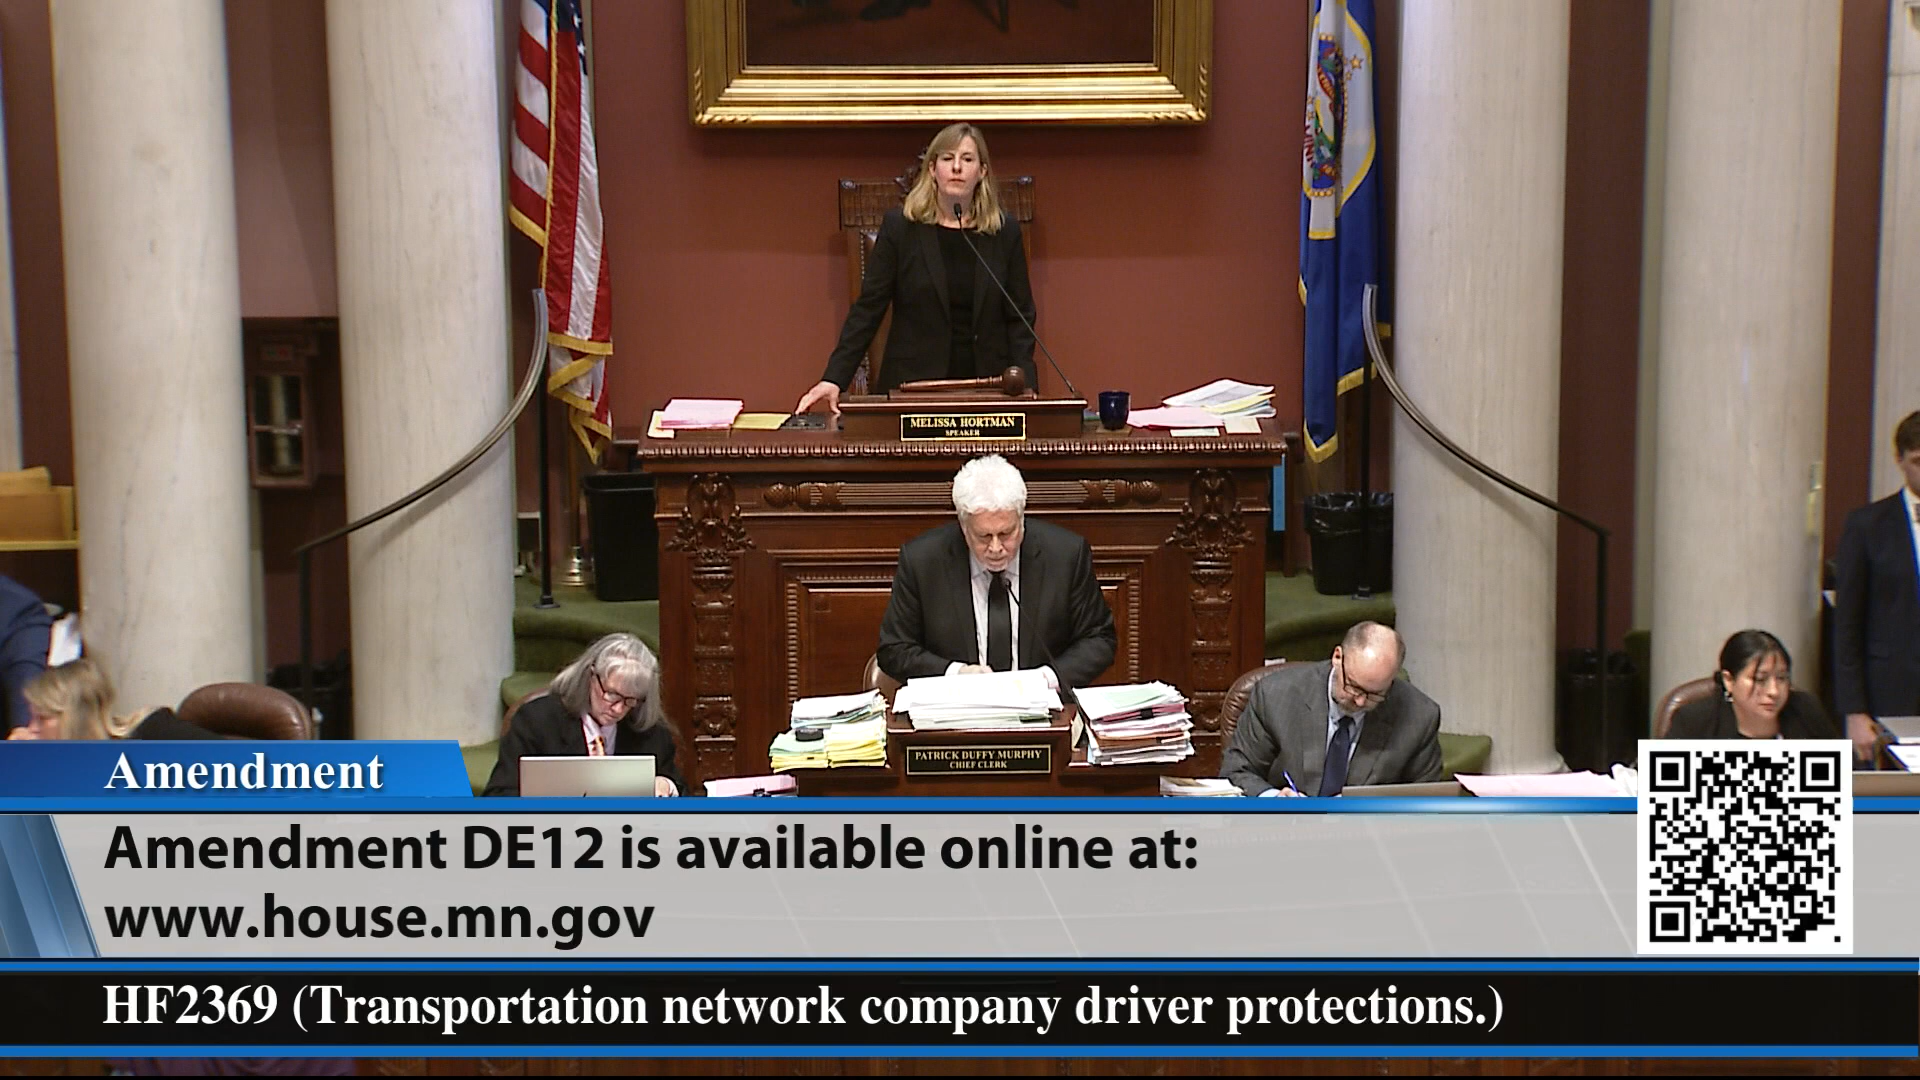 MELISSA HORTMAN
SPEAKER
PATRICK DUFFY MURPHY
CHIEF CLERK
Amendment
Amendment DE12 is available online at:
www.house.mn.gov
HF2369 (Transportation network company driver protections.)